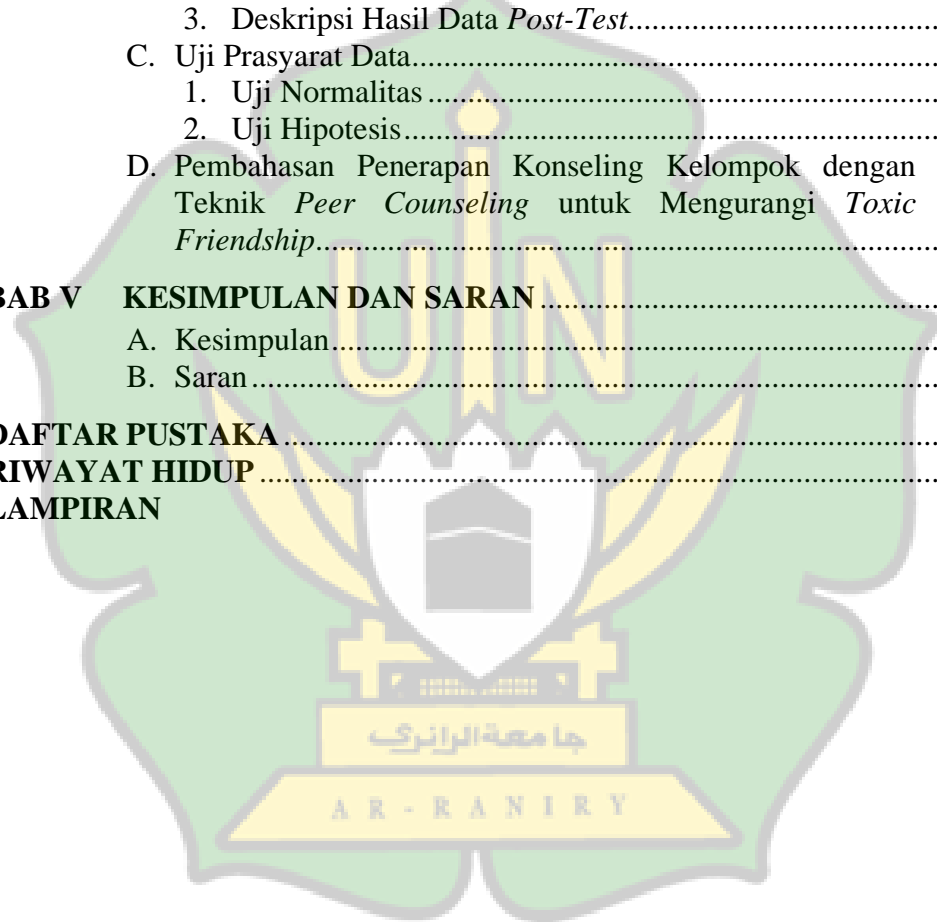 3. Deskripsi Hasil Data Post-Test..........................................
C. Uji Prasyarat Data................................................................
1. Uji Normalitas................................................................
2. Uji Hipotesis...................................................................
D. Pembahasan Penerapan Konseling Kelompok dengan
Teknik Peer Counseling untuk Mengurangi Toxic
Friendship..............................................................................
BAB V KESIMPULAN DAN SARAN................................................
A. Kesimpulan...........................................................................
B. Saran......................................................................................
DAFTAR PUSTAKA...........................................................................
RIWAYAT HIDUP..............................................................................
LAMPIRAN
UIN
جامعة الرانري
AR-RANIRY